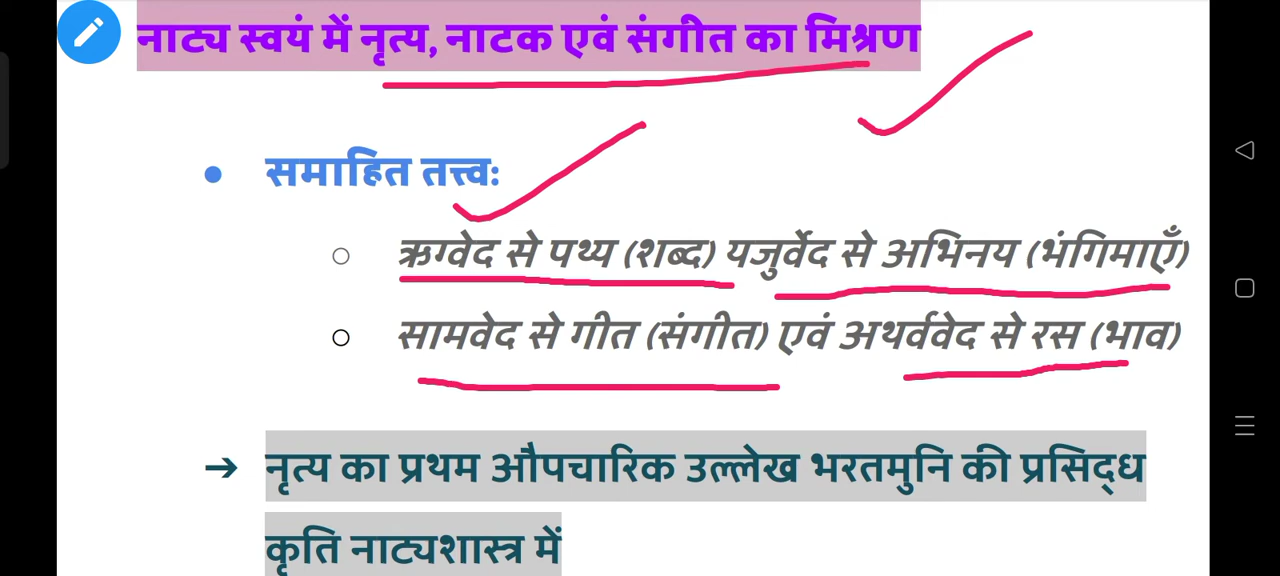 नाट्य स्वयं में नृत्य, नाटक एवं संगीत का मिश्रण
● समाहित तत्त्व:
○ ऋग्वेद से पथ्य (शब्द) यजुर्वेद से अभिनय (भंगिमाएँ)
○ सामवेद से गीत (संगीत) एवं अथर्ववेद से रस (भाव)
➔ नृत्य का प्रथम औपचारिक उल्लेख भरतमुनि की प्रसिद्ध
कृति नाट्यशास्त्र में